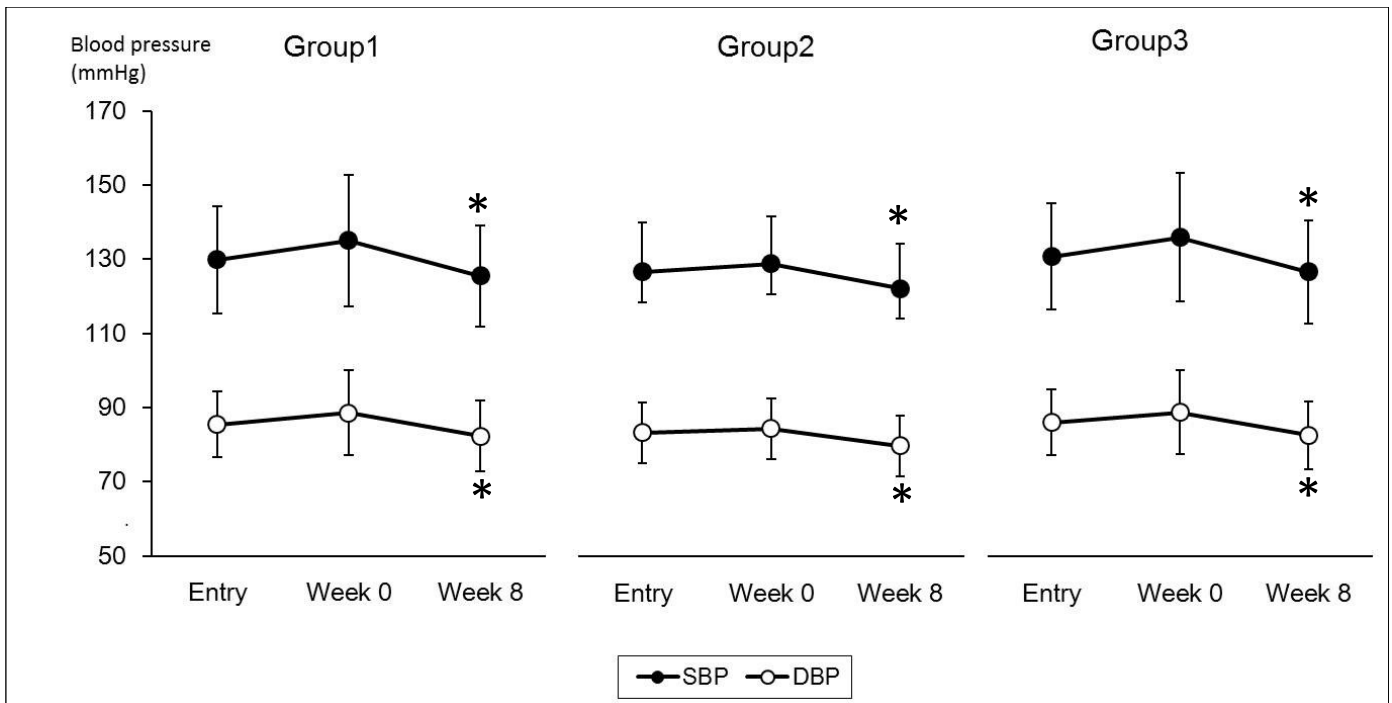 Blood pressure
(mmHg)
Group1
Group2
Group3
170
150
130
110
90
70
50
*
*
*
*
*
*
Entry
Week 0
Week 8
Entry
Week 0
Week 8
Entry
Week 0
Week 8
SBP
DBP